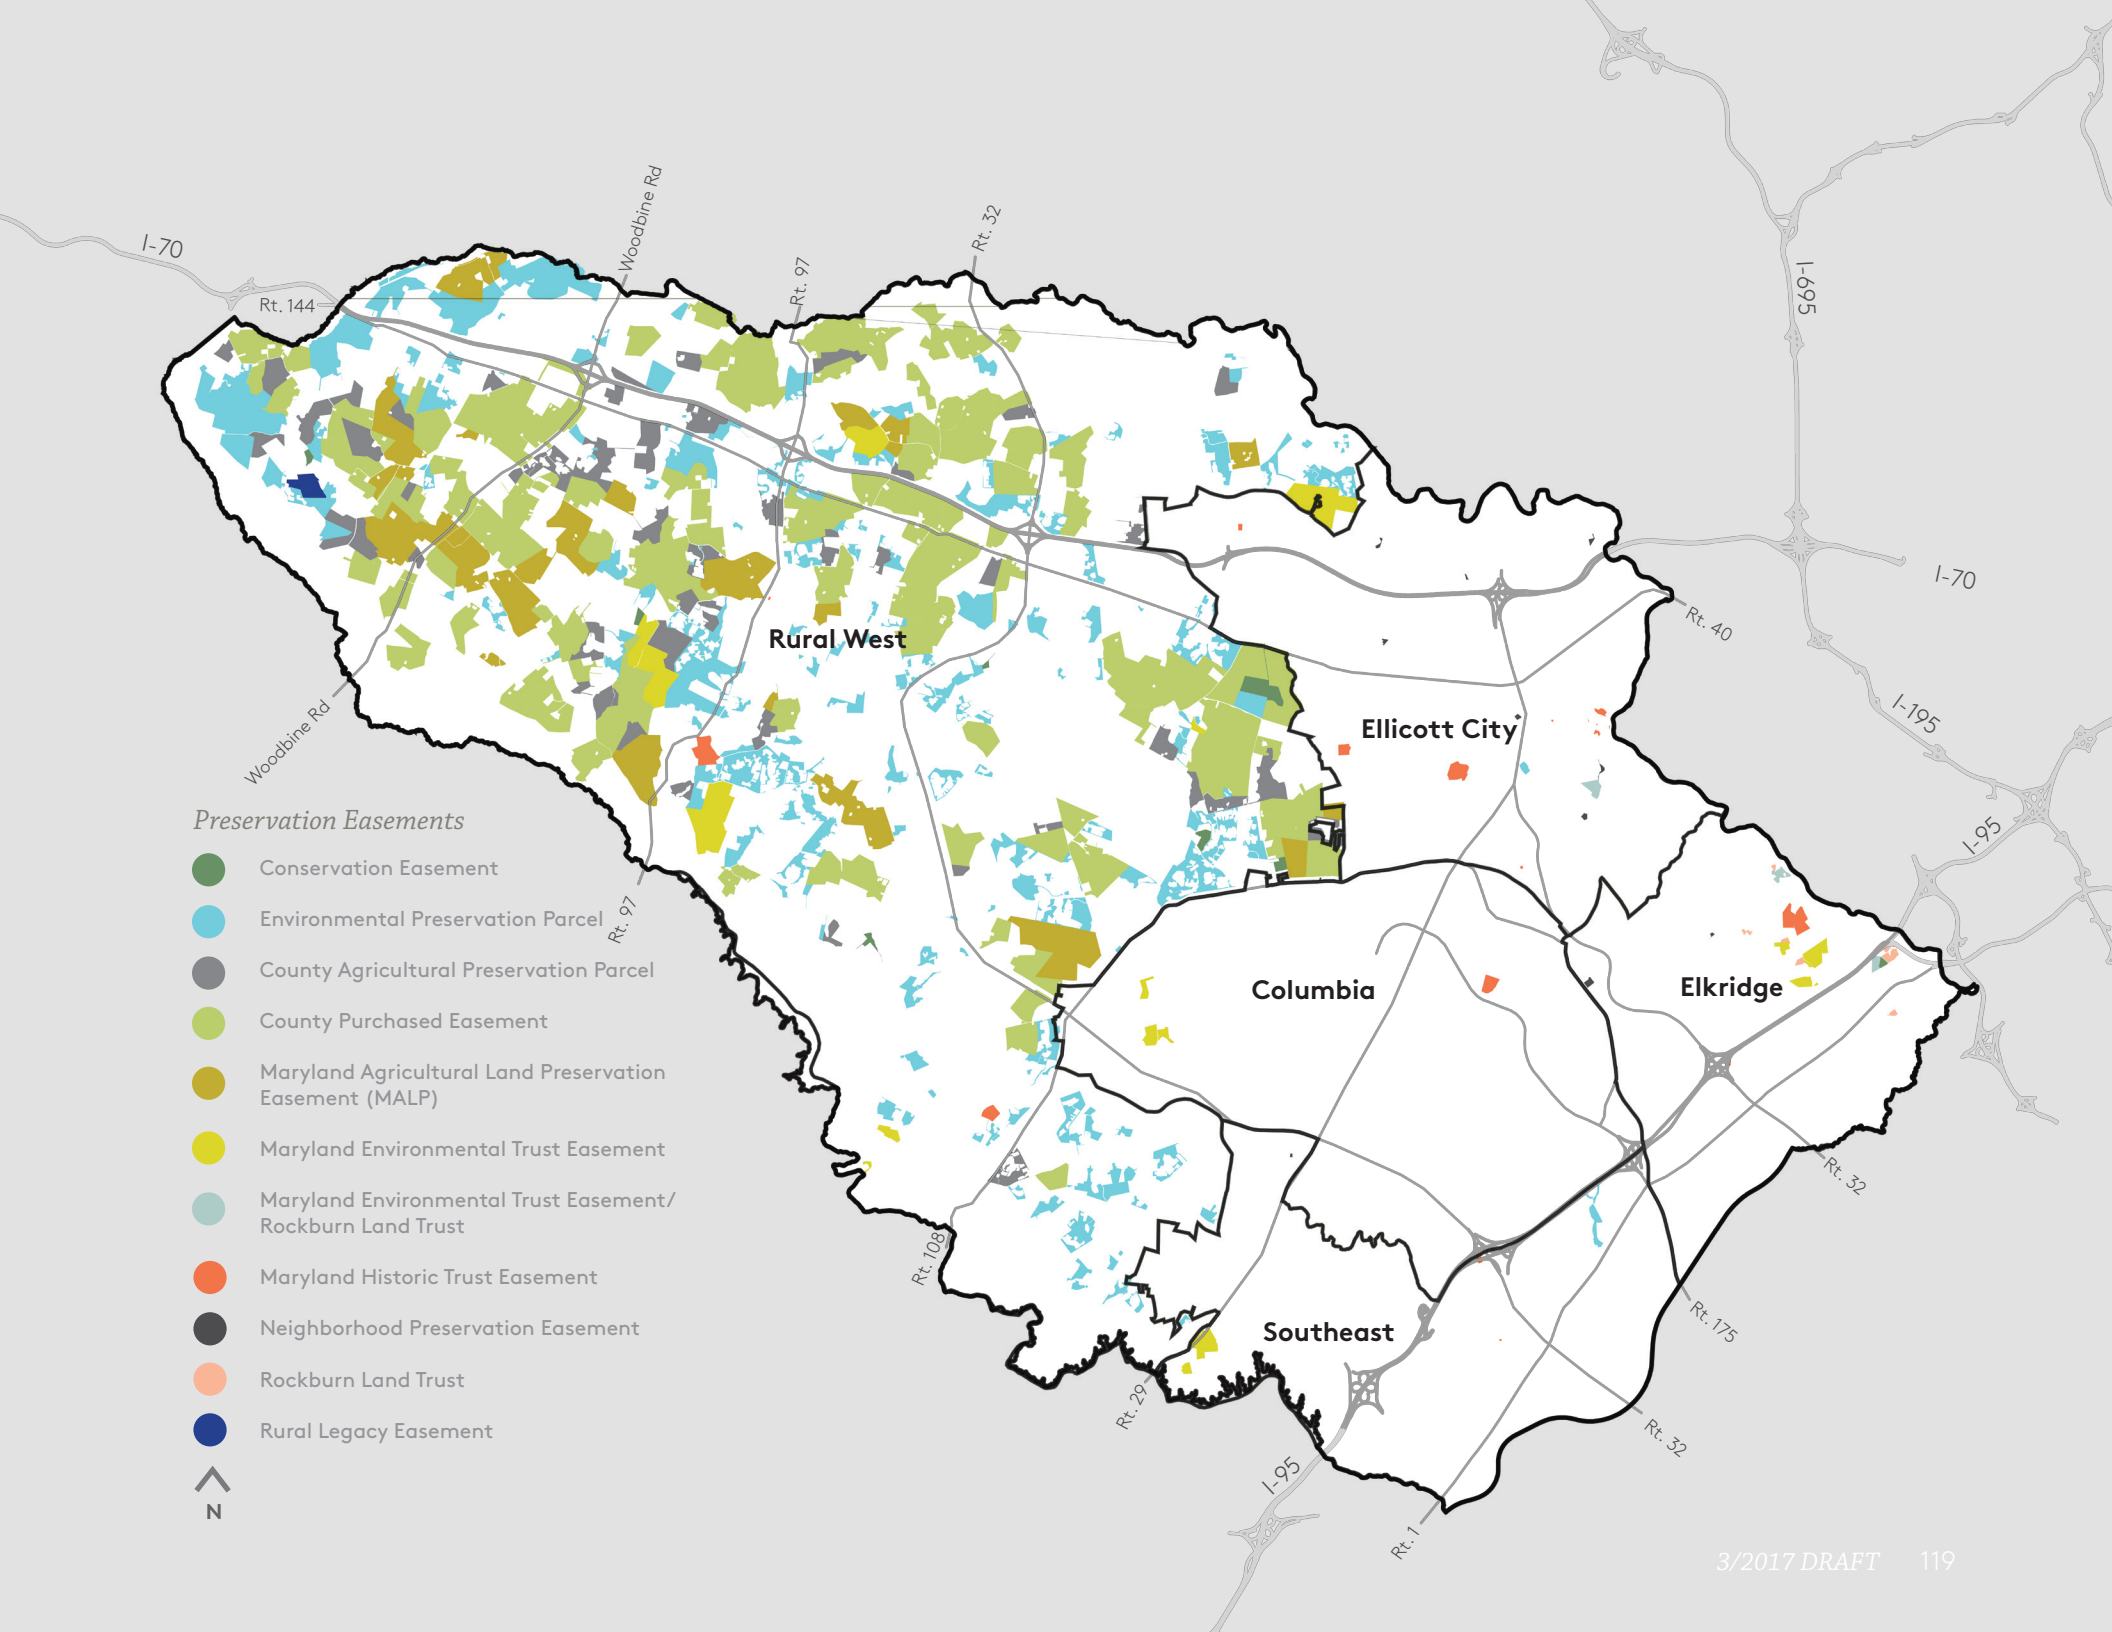 I-70
Rt. 144
Woodbine Rd
Rt. 97
Rt. 32
I-695
I-70
Rt. 40
I-195
I-95
Rural West
Ellicott City
Columbia
Elkridge
Southeast
Woodbine Rd
Rt. 97
Rt. 108
Rt. 29
I-95
Rt. 1
Rt. 32
Rt. 175
Rt. 32
Preservation Easements
Conservation Easement
Environmental Preservation Parcel
County Agricultural Preservation Parcel
County Purchased Easement
Maryland Agricultural Land Preservation
Easement (MALP)
Maryland Environmental Trust Easement
Maryland Environmental Trust Easement/
Rockburn Land Trust
Maryland Historic Trust Easement
Neighborhood Preservation Easement
Rockburn Land Trust
Rural Legacy Easement
N
3/2017 DRAFT 119